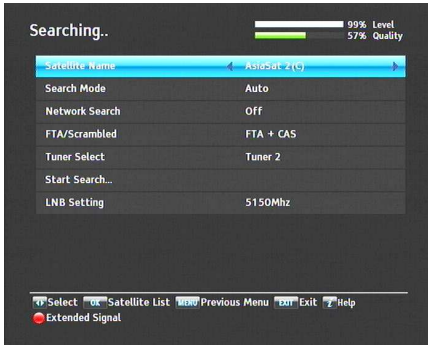 Searching..
99% Level
57% Quality
Satellite Name AsiaSat 2(C)
Search Mode Auto
Network Search Off
FTA/Scrambled FTA + CAS
Tuner Select Tuner 2
Start Search...
LNB Setting 5150Mhz
Select OK Satellite List MENU Previous Menu EXIT Exit ? Help
Extended Signal